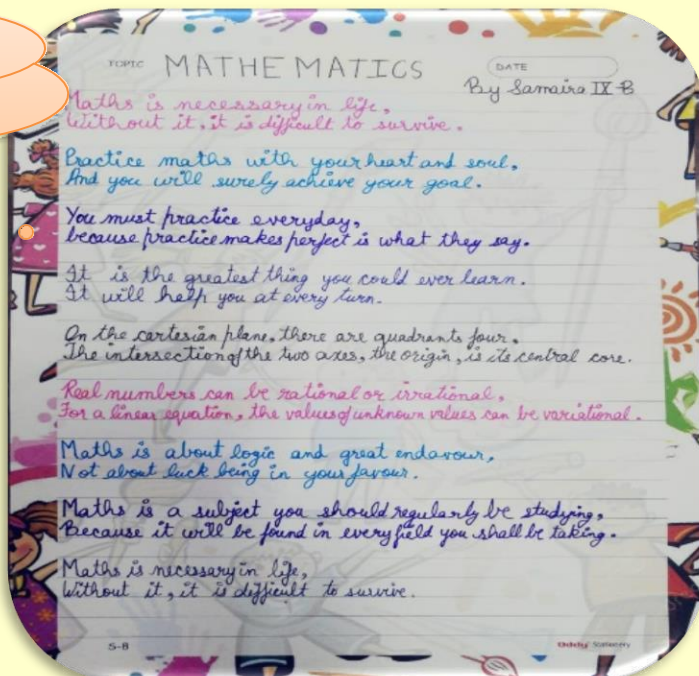 TOPIC MATHEMATICS DATE
By Samaira IX-B
Maths is necessary in life,
Without it, it is difficult to survive.
Practice maths with your heart and soul,
And you will surely achieve your goal.
You must practice everyday,
because practice makes perfect is what they say.
It is the greatest thing you could ever learn.
It will help you at every turn.
On the cartesian plane, there are quadrants four,
The intersection of the two axes, the origin, is its central core.
Real numbers can be rational or irrational,
For a linear equation, the values of unknown values can be variational.
Maths is about logic and great endavour,
Not about luck being in your favour.
Maths is a subject you should regularly be studying,
Because it will be found in every field you shall be taking.
Maths is necessary in life,
Without it, it is difficult to survive.
5-8 Oddy Stationery